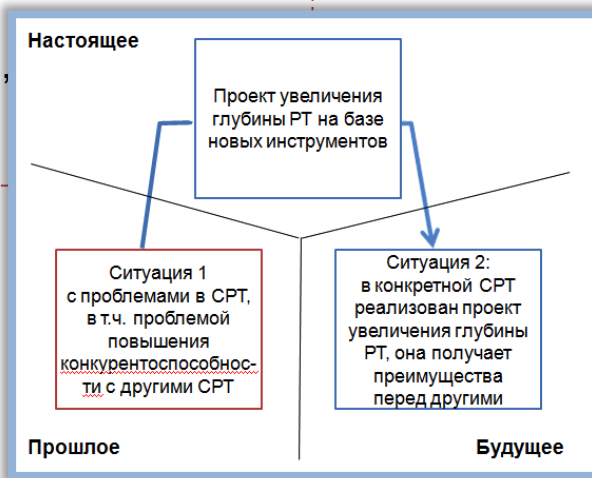 Настоящее
,
Проект увеличения
глубины РТ на базе
новых инструментов
Ситуация 1
с проблемами в СРТ,
в т.ч. проблемой
повышения
конкурентоспособнос-
ти с другими СРТ
Ситуация 2:
в конкретной СРТ
реализован проект
увеличения глубины
РТ, она получает
преимущества
перед другими
Прошлое
Будущее